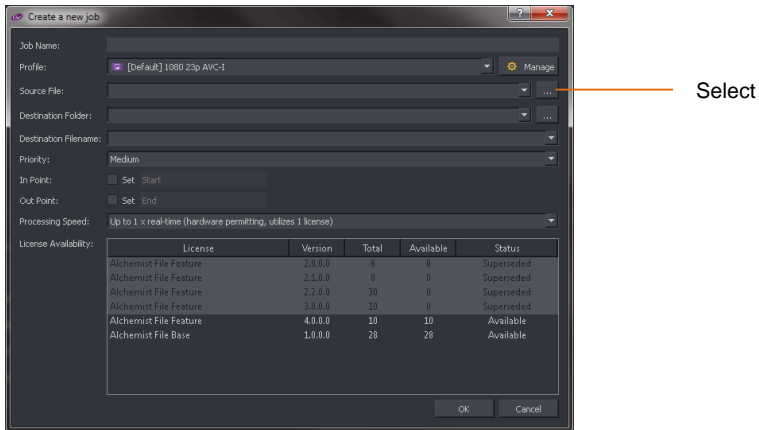 Create a new job
Job Name:
Profile: [Default] 1080 23p AVC-I Manage
Source File: ... Select
Destination Folder: ...
Destination Filename:
Priority: Medium
In Point: Set Start
Out Point: Set End
Processing Speed: Up to 1 x real-time (hardware permitting, utilizes 1 license)
License Availability:
License Version Total Available Status
Alchemist File Feature 2.0.0.0 8 0 Superseded
Alchemist File Feature 2.1.0.0 8 0 Superseded
Alchemist File Feature 2.2.0.0 30 0 Superseded
Alchemist File Feature 3.0.0.0 10 0 Superseded
Alchemist File Feature 4.0.0.0 10 10 Available
Alchemist File Base 1.0.0.0 28 28 Available
OK Cancel